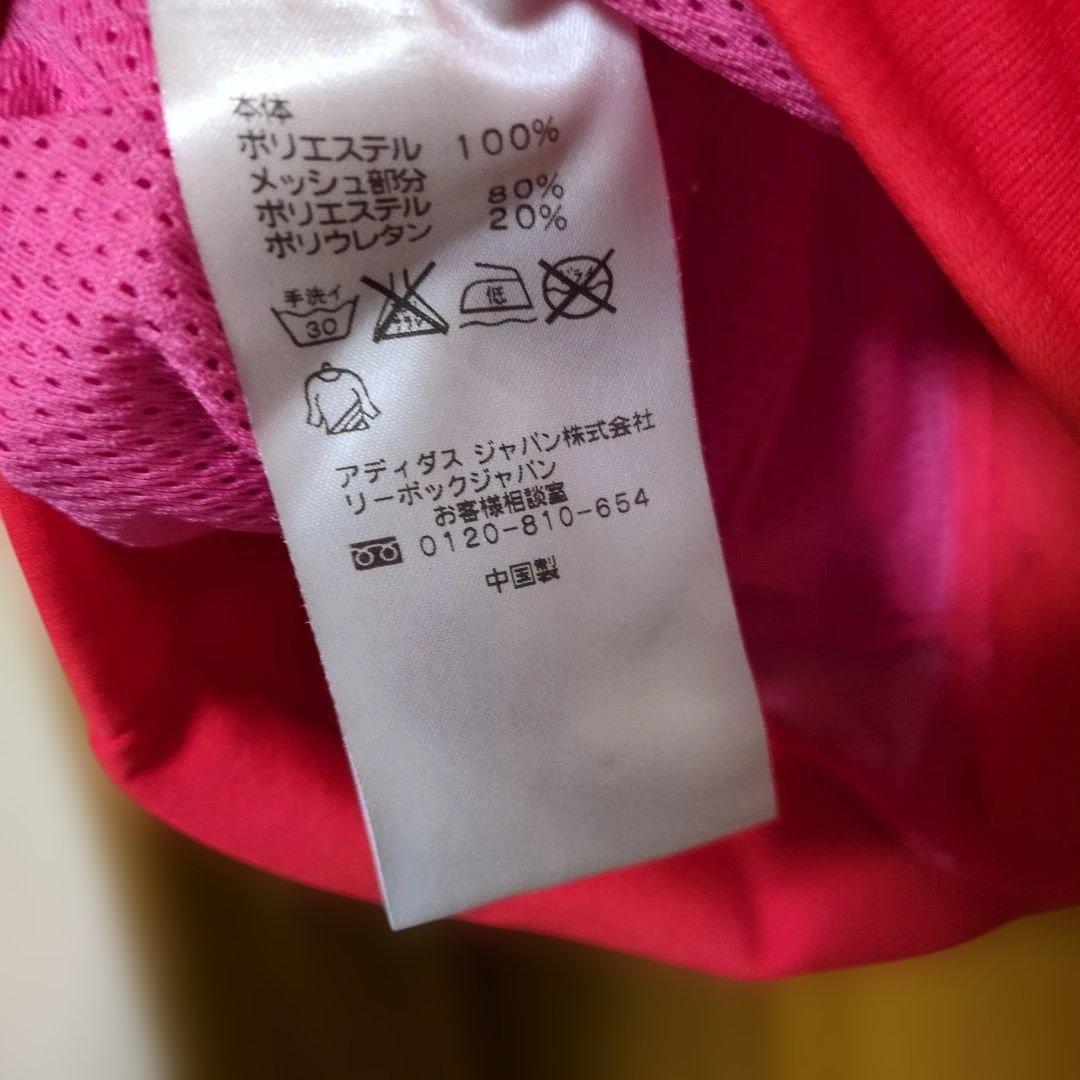 本体
ポリエステル 100%
メッシュ部分
ポリエステル 80%
ポリウレタン 20%
手洗イ
30
低
アディダス ジャパン株式会社
リーボックジャパン
お客様相談室
0120-810-654
中国製